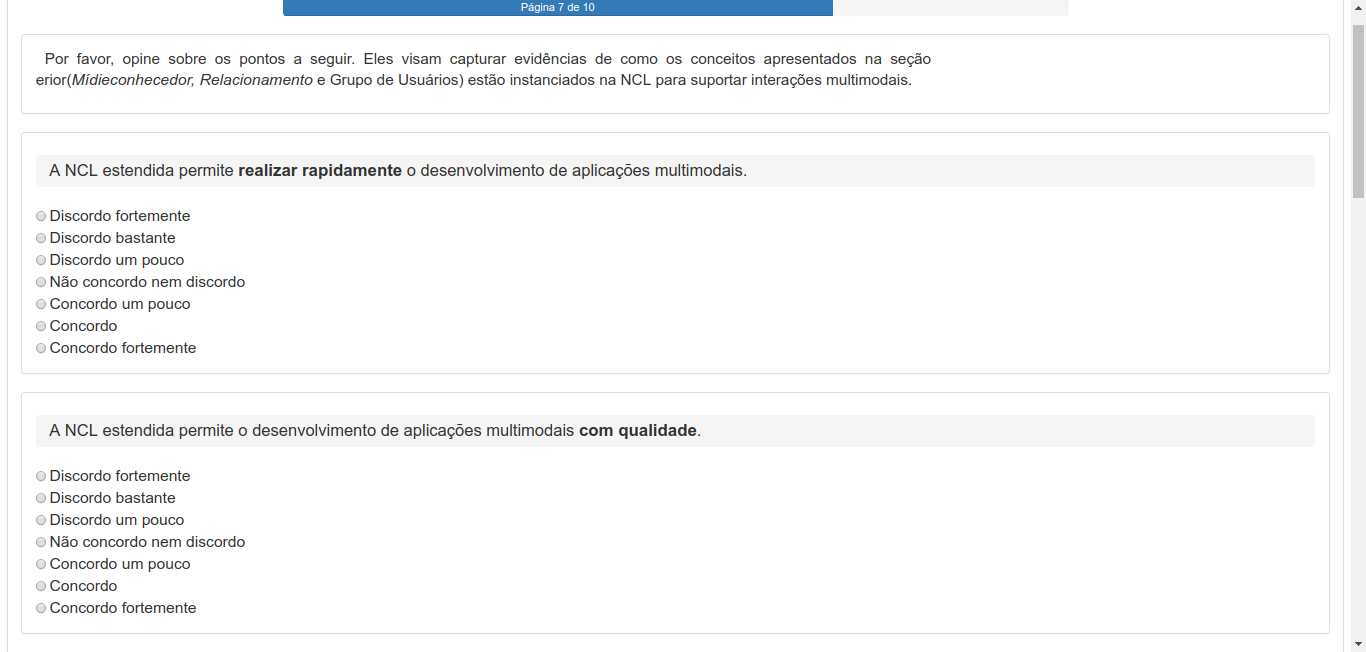 Página 7 de 10
Por favor, opine sobre os pontos a seguir. Eles visam capturar evidências de como os conceitos apresentados na seção
erior(Mídieconhecedor, Relacionamento e Grupo de Usuários) estão instanciados na NCL para suportar interações multimodais.
A NCL estendida permite realizar rapidamente o desenvolvimento de aplicações multimodais.
Discordo fortemente
Discordo bastante
Discordo um pouco
Não concordo nem discordo
Concordo um pouco
Concordo
Concordo fortemente
A NCL estendida permite o desenvolvimento de aplicações multimodais com qualidade.
Discordo fortemente
Discordo bastante
Discordo um pouco
Não concordo nem discordo
Concordo um pouco
Concordo
Concordo fortemente